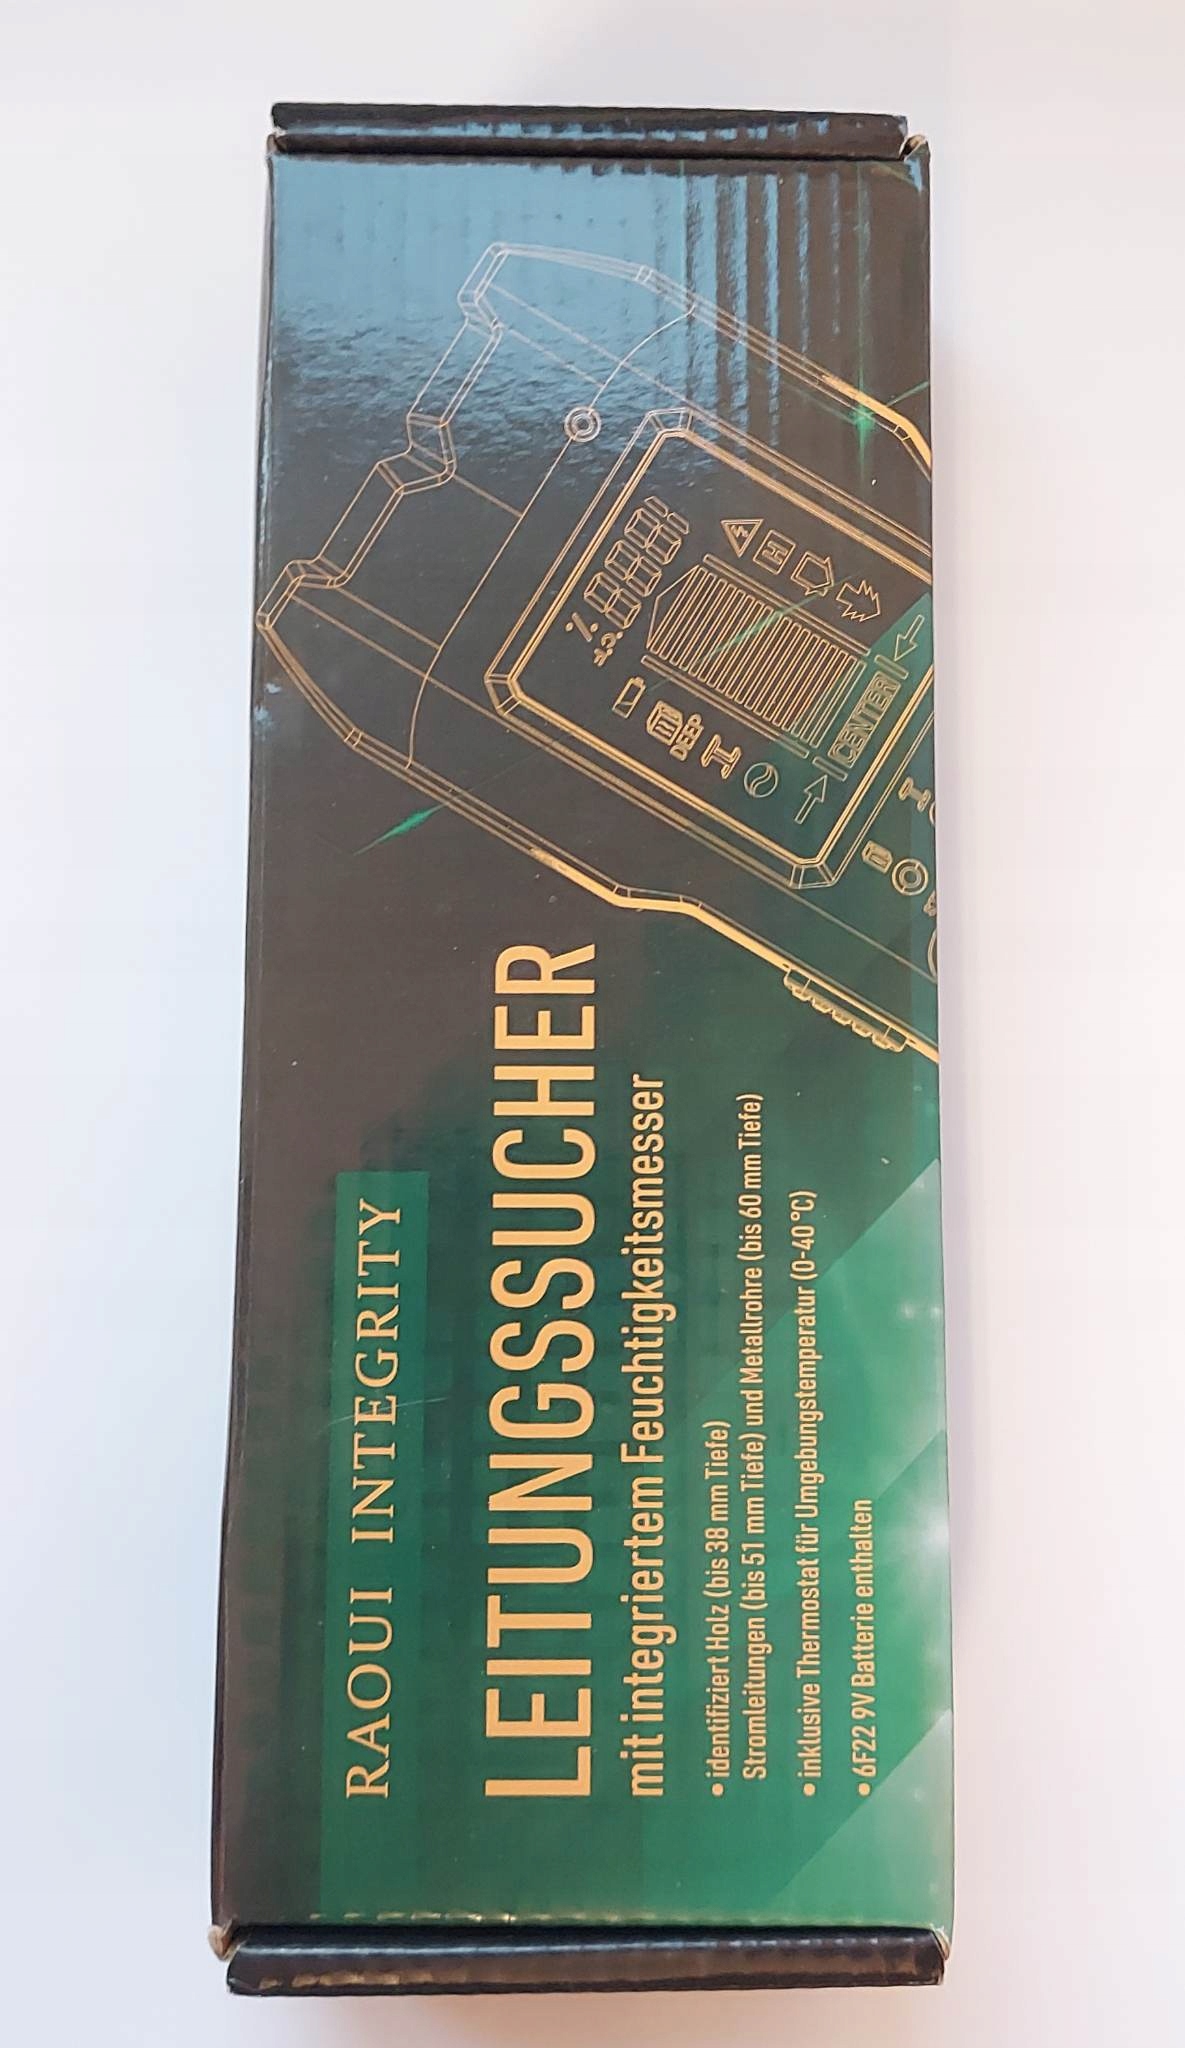 RAOUI INTEGRITY
LEITUNGSSUCHER
mit integriertem Feuchtigkeitsmesser
• identifiziert Holz (bis 38 mm Tiefe)
Stromleitungen (bis 51 mm Tiefe) und Metallrohre (bis 60 mm Tiefe)
• inklusive Thermostat für Umgebungstemperatur (0-40 °C)
• 6F22 9V Batterie enthalten
%
°C
°F
DEEP
CENTER